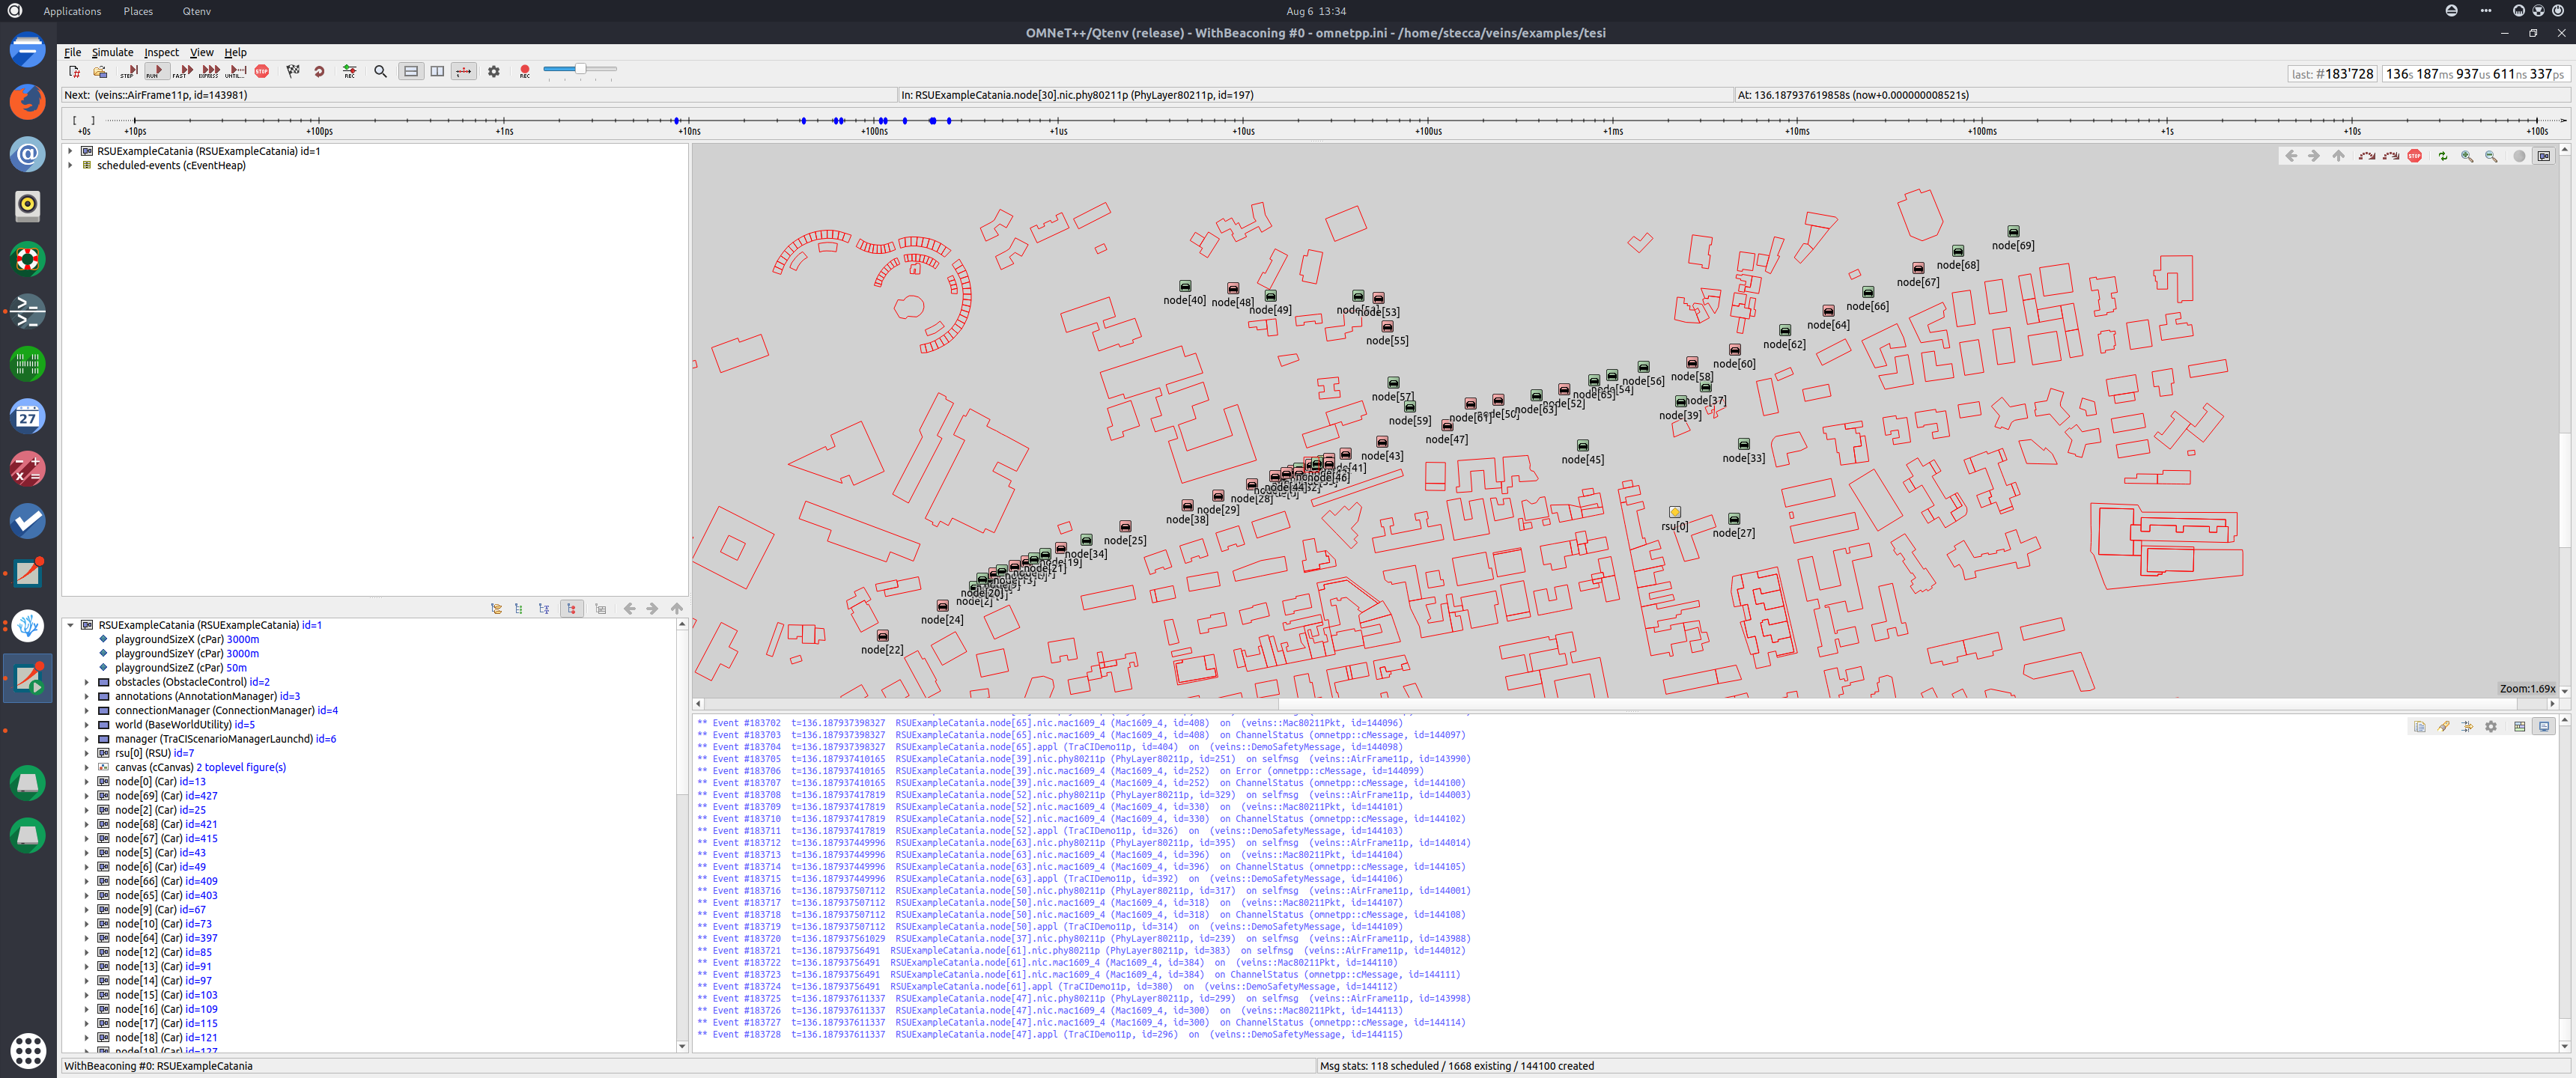 Applications Places Qtenv
Aug 6 13:34
OMNeT++/Qtenv (release) - WithBeaconing #0 - omnetpp.ini - /home/stecca/veins/examples/tesi
File Simulate Inspect View Help
STEP RUN FAST EXPRESS UNTIL... STOP REC REC
last: #183'728 136s 187ms 937us 611ns 337ps
Next: (veins::AirFrame11p, id=143981)
In: RSUExampleCatania.node[30].nic.phy80211p (PhyLayer80211p, id=197)
At: 136.187937619858s (now+0.000000008521s)
+0s +10ps +100ps +1ns +10ns +100ns +1us +10us +100us +1ms +10ms +100ms +1s +10s +100s
RSUExampleCatania (RSUExampleCatania) id=1
scheduled-events (cEventHeap)
RSUExampleCatania (RSUExampleCatania) id=1
playgroundSizeX (cPar) 3000m
playgroundSizeY (cPar) 3000m
playgroundSizeZ (cPar) 50m
obstacles (ObstacleControl) id=2
annotations (AnnotationManager) id=3
connectionManager (ConnectionManager) id=4
world (BaseWorldUtility) id=5
manager (TraCIScenarioManagerLaunchd) id=6
rsu[0] (RSU) id=7
canvas (cCanvas) 2 toplevel figure(s)
node[0] (Car) id=13
node[69] (Car) id=427
node[2] (Car) id=25
node[68] (Car) id=421
node[67] (Car) id=415
node[5] (Car) id=43
node[6] (Car) id=49
node[66] (Car) id=409
node[65] (Car) id=403
node[9] (Car) id=67
node[10] (Car) id=73
node[64] (Car) id=397
node[12] (Car) id=85
node[13] (Car) id=91
node[14] (Car) id=97
node[15] (Car) id=103
node[16] (Car) id=109
node[17] (Car) id=115
node[18] (Car) id=121
node[19] (Car) id=127
STOP
node[69]
node[68]
node[67]
node[40]
node[48]
node[49]
node[53]
node[66]
node[64]
node[55]
node[62]
node[60]
node[58]
node[56]
node[54]
node[57]
node[37]
node[39]
node[52]
node[63]
node[59]
node[47]
node[43]
node[45]
node[33]
node[41]
node[46]
node[28]
node[29]
node[38]
rsu[0]
node[27]
node[25]
node[34]
node[20]
node[2]
node[24]
node[22]
Zoom:1.69x
** Event #183702 t=136.187937398327 RSUExampleCatania.node[65].nic.mac1609_4 (Mac1609_4, id=408) on (veins::Mac80211Pkt, id=144096)
** Event #183703 t=136.187937398327 RSUExampleCatania.node[65].nic.mac1609_4 (Mac1609_4, id=408) on ChannelStatus (omnetpp::cMessage, id=144097)
** Event #183704 t=136.187937398327 RSUExampleCatania.node[65].appl (TraCIDemo11p, id=404) on (veins::DemoSafetyMessage, id=144098)
** Event #183705 t=136.187937410165 RSUExampleCatania.node[39].nic.phy80211p (PhyLayer80211p, id=251) on selfmsg (veins::AirFrame11p, id=143990)
** Event #183706 t=136.187937410165 RSUExampleCatania.node[39].nic.mac1609_4 (Mac1609_4, id=252) on Error (omnetpp::cMessage, id=144099)
** Event #183707 t=136.187937410165 RSUExampleCatania.node[39].nic.mac1609_4 (Mac1609_4, id=252) on ChannelStatus (omnetpp::cMessage, id=144100)
** Event #183708 t=136.187937417819 RSUExampleCatania.node[52].nic.phy80211p (PhyLayer80211p, id=329) on selfmsg (veins::AirFrame11p, id=144003)
** Event #183709 t=136.187937417819 RSUExampleCatania.node[52].nic.mac1609_4 (Mac1609_4, id=330) on (veins::Mac80211Pkt, id=144101)
** Event #183710 t=136.187937417819 RSUExampleCatania.node[52].nic.mac1609_4 (Mac1609_4, id=330) on ChannelStatus (omnetpp::cMessage, id=144102)
** Event #183711 t=136.187937417819 RSUExampleCatania.node[52].appl (TraCIDemo11p, id=326) on (veins::DemoSafetyMessage, id=144103)
** Event #183712 t=136.187937449996 RSUExampleCatania.node[63].nic.phy80211p (PhyLayer80211p, id=395) on selfmsg (veins::AirFrame11p, id=144014)
** Event #183713 t=136.187937449996 RSUExampleCatania.node[63].nic.mac1609_4 (Mac1609_4, id=396) on (veins::Mac80211Pkt, id=144104)
** Event #183714 t=136.187937449996 RSUExampleCatania.node[63].nic.mac1609_4 (Mac1609_4, id=396) on ChannelStatus (omnetpp::cMessage, id=144105)
** Event #183715 t=136.187937449996 RSUExampleCatania.node[63].appl (TraCIDemo11p, id=392) on (veins::DemoSafetyMessage, id=144106)
** Event #183716 t=136.187937507112 RSUExampleCatania.node[50].nic.phy80211p (PhyLayer80211p, id=317) on selfmsg (veins::AirFrame11p, id=144001)
** Event #183717 t=136.187937507112 RSUExampleCatania.node[50].nic.mac1609_4 (Mac1609_4, id=318) on (veins::Mac80211Pkt, id=144107)
** Event #183718 t=136.187937507112 RSUExampleCatania.node[50].nic.mac1609_4 (Mac1609_4, id=318) on ChannelStatus (omnetpp::cMessage, id=144108)
** Event #183719 t=136.187937507112 RSUExampleCatania.node[50].appl (TraCIDemo11p, id=314) on (veins::DemoSafetyMessage, id=144109)
** Event #183720 t=136.187937561029 RSUExampleCatania.node[37].nic.phy80211p (PhyLayer80211p, id=239) on selfmsg (veins::AirFrame11p, id=143988)
** Event #183721 t=136.18793756491 RSUExampleCatania.node[61].nic.phy80211p (PhyLayer80211p, id=383) on selfmsg (veins::AirFrame11p, id=144012)
** Event #183722 t=136.18793756491 RSUExampleCatania.node[61].nic.mac1609_4 (Mac1609_4, id=384) on (veins::Mac80211Pkt, id=144110)
** Event #183723 t=136.18793756491 RSUExampleCatania.node[61].nic.mac1609_4 (Mac1609_4, id=384) on ChannelStatus (omnetpp::cMessage, id=144111)
** Event #183724 t=136.18793756491 RSUExampleCatania.node[61].appl (TraCIDemo11p, id=380) on (veins::DemoSafetyMessage, id=144112)
** Event #183725 t=136.187937611337 RSUExampleCatania.node[47].nic.phy80211p (PhyLayer80211p, id=299) on selfmsg (veins::AirFrame11p, id=143998)
** Event #183726 t=136.187937611337 RSUExampleCatania.node[47].nic.mac1609_4 (Mac1609_4, id=300) on (veins::Mac80211Pkt, id=144113)
** Event #183727 t=136.187937611337 RSUExampleCatania.node[47].nic.mac1609_4 (Mac1609_4, id=300) on ChannelStatus (omnetpp::cMessage, id=144114)
** Event #183728 t=136.187937611337 RSUExampleCatania.node[47].appl (TraCIDemo11p, id=296) on (veins::DemoSafetyMessage, id=144115)
WithBeaconing #0: RSUExampleCatania
Msg stats: 118 scheduled / 1668 existing / 144100 created
27